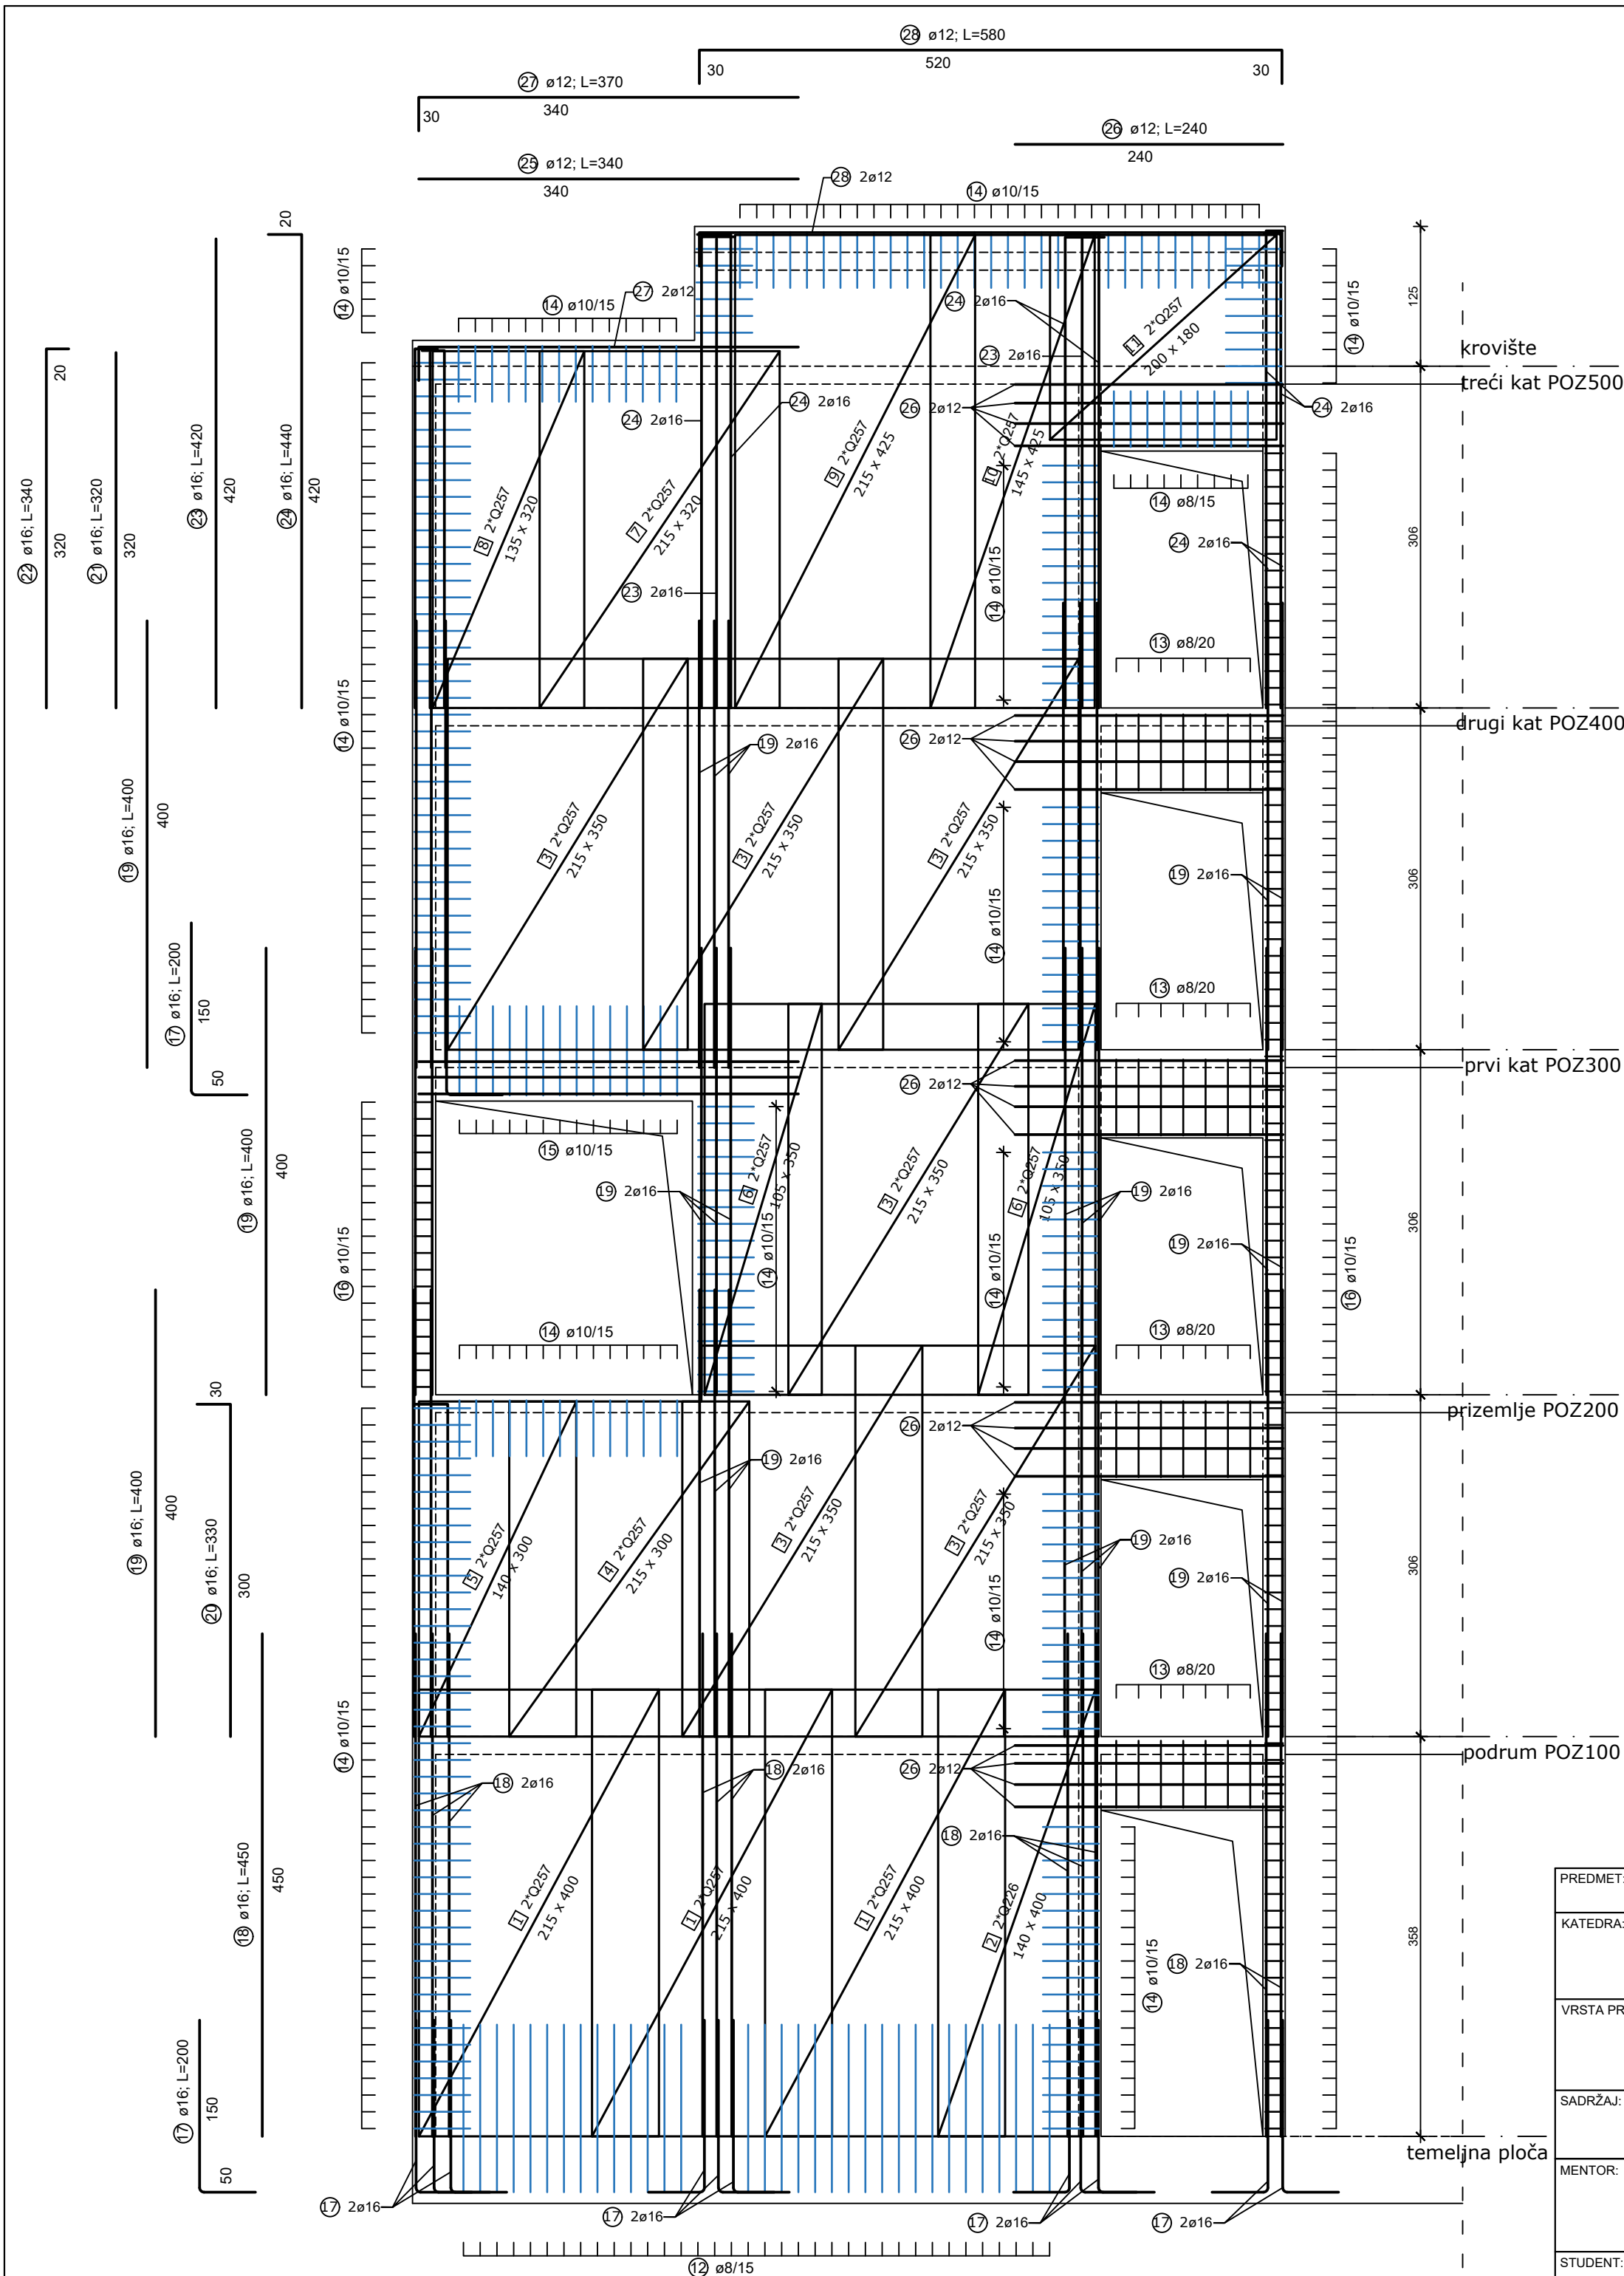 28 ø12; L=580
520
30
30
27 ø12; L=370
340
30
26 ø12; L=240
240
25 ø12; L=340
340
28 2ø12
14 ø10/15
20
14 ø10/15
14 ø10/15
27 2ø12
24 2ø16
23 2ø16
11 2*Q257
200 x 180
14 ø10/15
125
krovište
treći kat POZ500
20
22 ø16; L=340
320
21 ø16; L=320
320
23 ø16; L=420
420
24 ø16; L=440
420
24 2ø16
24 2ø16
26 2ø12
24 2ø16
8 2*Q257
135 x 320
7 2*Q257
215 x 320
9 2*Q257
215 x 425
10 2*Q257
145 x 425
14 ø8/15
24 2ø16
14 ø10/15
306
23 2ø16
13 ø8/20
14 ø10/15
drugi kat POZ400
26 2ø12
19 2ø16
19 ø16; L=400
400
3 2*Q257
215 x 350
3 2*Q257
215 x 350
3 2*Q257
215 x 350
19 2ø16
14 ø10/15
306
17 ø16; L=200
150
50
13 ø8/20
prvi kat POZ300
26 2ø12
19 ø16; L=400
400
15 ø10/15
19 2ø16
6 2*Q257
105 x 350
3 2*Q257
215 x 350
6 2*Q257
105 x 350
19 2ø16
19 2ø16
306
16 ø10/15
14 ø10/15
14 ø10/15
16 ø10/15
14 ø10/15
13 ø8/20
30
prizemlje POZ200
26 2ø12
19 2ø16
19 ø16; L=400
400
20 ø16; L=330
300
5 2*Q257
140 x 300
4 2*Q257
215 x 300
3 2*Q257
215 x 350
3 2*Q257
215 x 350
19 2ø16
19 2ø16
14 ø10/15
306
13 ø8/20
14 ø10/15
podrum POZ100
18 2ø16
18 2ø16
26 2ø12
18 2ø16
18 ø16; L=450
450
1 2*Q257
215 x 400
1 2*Q257
215 x 400
1 2*Q257
215 x 400
2 2*Q226
140 x 400
14 ø10/15
18 2ø16
358
17 ø16; L=200
150
50
temeljna ploča
17 2ø16
17 2ø16
17 2ø16
17 2ø16
12 ø8/15
PREDMET:
KATEDRA:
VRSTA PR
SADRŽAJ:
MENTOR:
STUDENT: